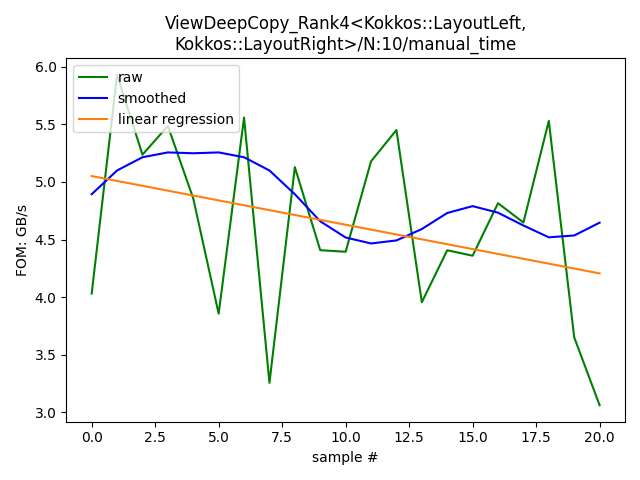 ViewDeepCopy_Rank4<Kokkos::LayoutLeft,
Kokkos::LayoutRight>/N:10/manual_time
raw
smoothed
linear regression
FOM: GB/s
6.0
5.5
5.0
4.5
4.0
3.5
3.0
0.0
2.5
5.0
7.5
10.0
12.5
15.0
17.5
20.0
sample #